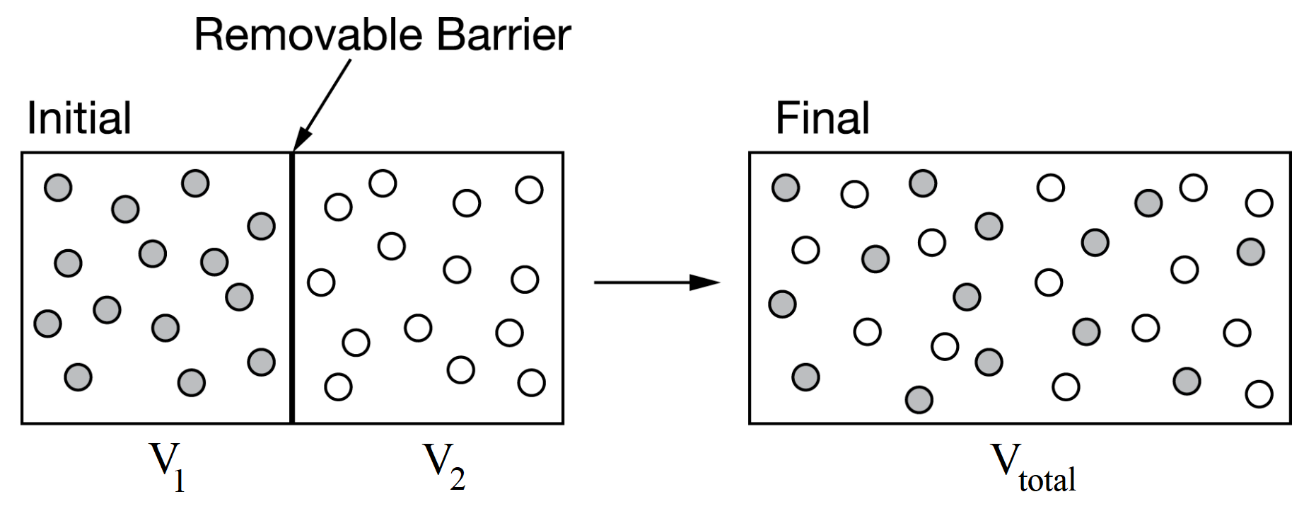 Removable Barrier
Initial
Final
V1
V2
Vtotal